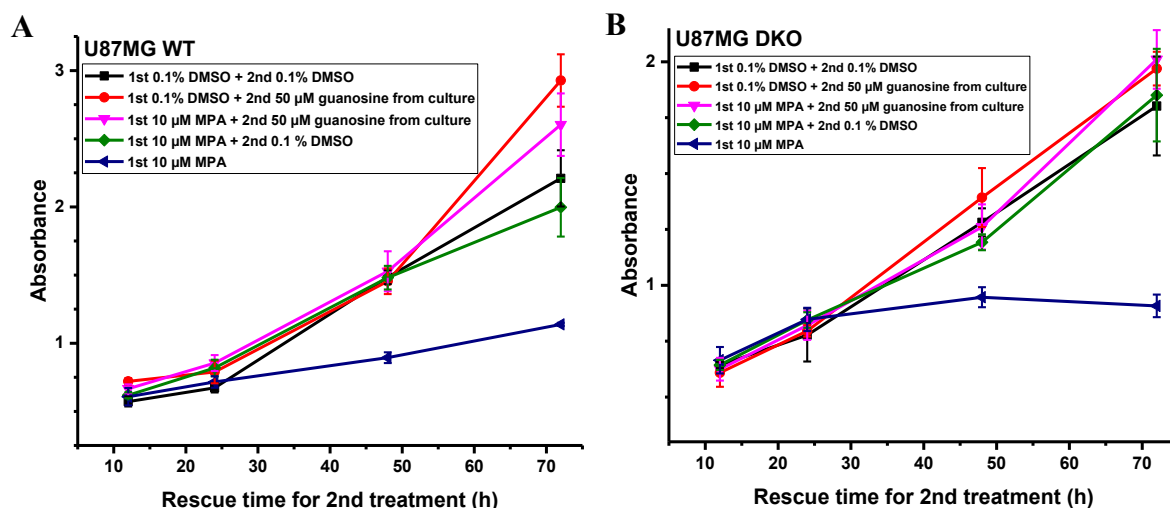 A
U87MG WT
1st 0.1% DMSO + 2nd 0.1% DMSO
1st 0.1% DMSO + 2nd 50 µM guanosine from culture
1st 10 µM MPA + 2nd 50 µM guanosine from culture
1st 10 µM MPA + 2nd 0.1 % DMSO
1st 10 µM MPA
3
2
1
Absorbance
10 20 30 40 50 60 70
Rescue time for 2nd treatment (h)
B
U87MG DKO
1st 0.1% DMSO + 2nd 0.1% DMSO
1st 0.1% DMSO + 2nd 50 µM guanosine from culture
1st 10 µM MPA + 2nd 50 µM guanosine from culture
1st 10 µM MPA + 2nd 0.1 % DMSO
1st 10 µM MPA
2
1
Absorbance
10 20 30 40 50 60 70
Rescue time for 2nd treatment (h)